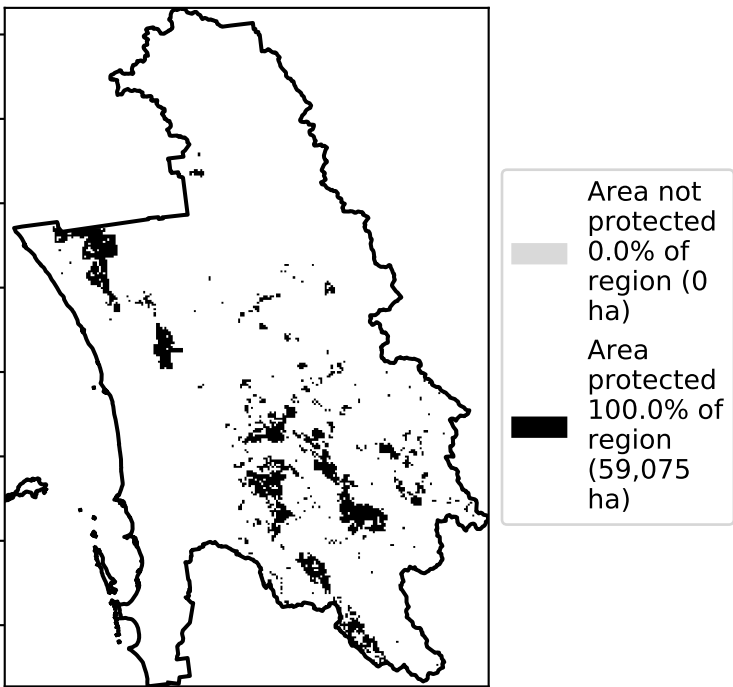 Area not
protected
0.0% of
region (0
ha)
Area
protected
100.0% of
region
(59,075
ha)